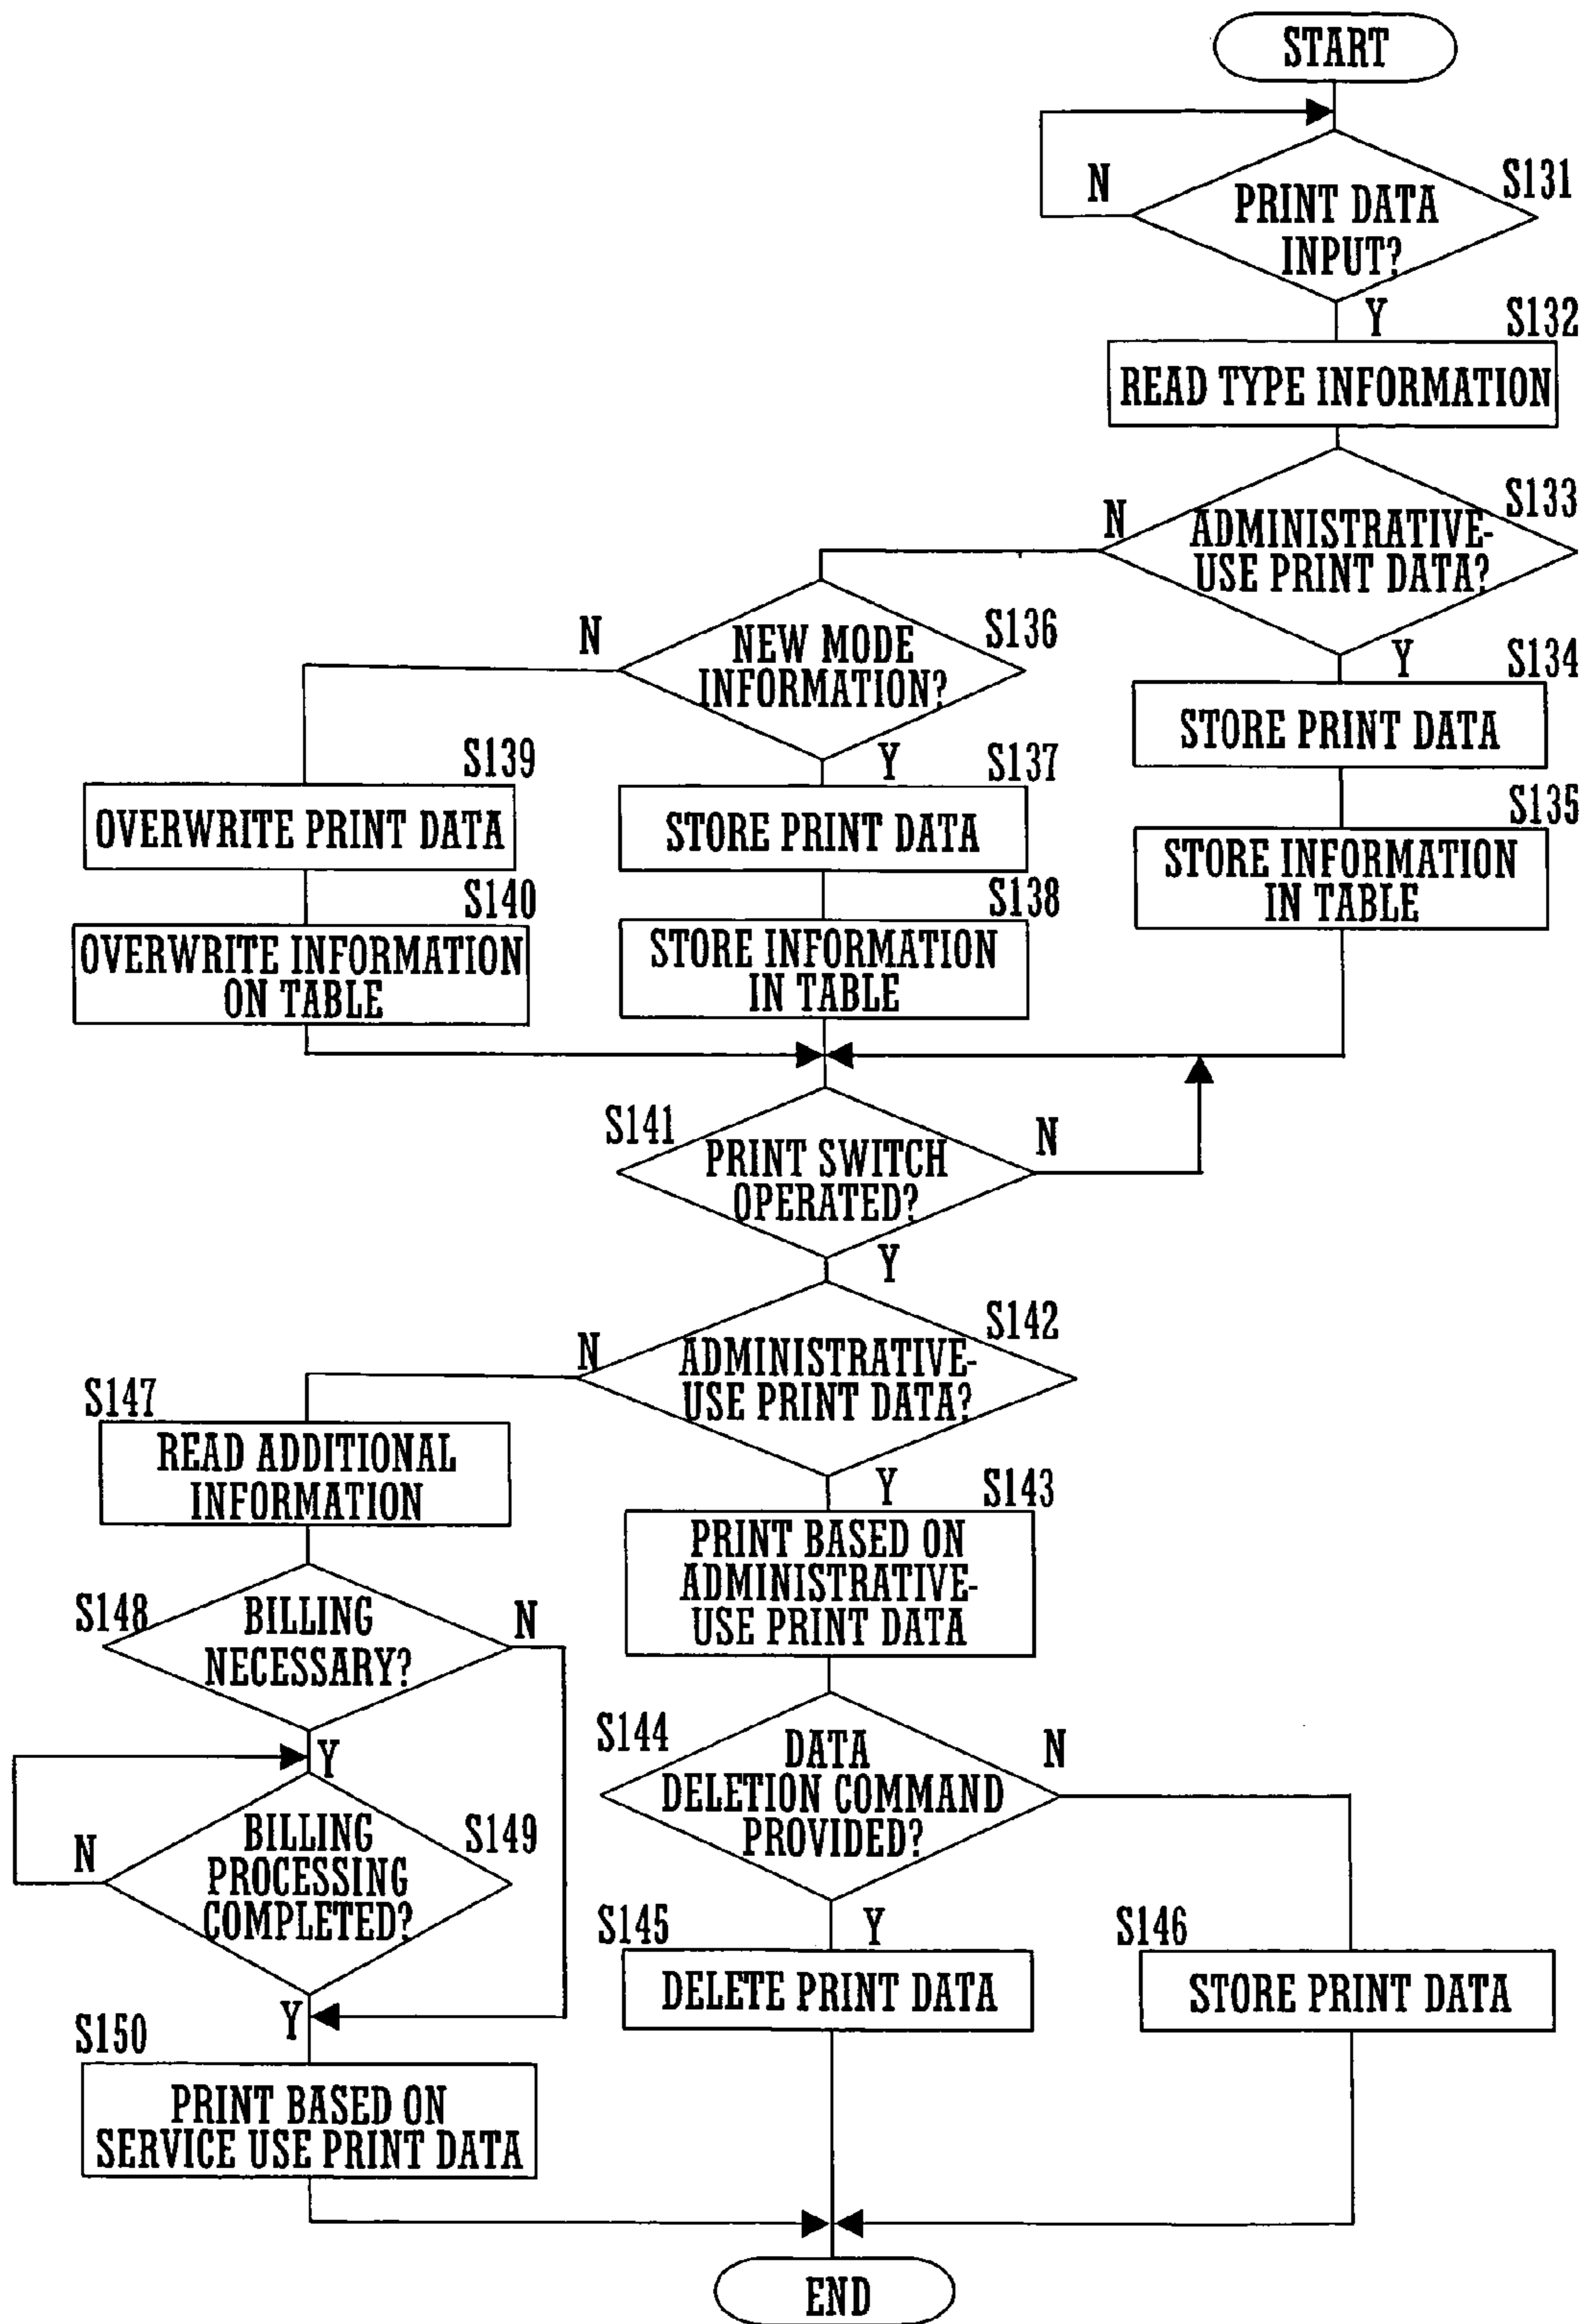 START
N
S131
PRINT DATA
INPUT?
Y
S132
READ TYPE INFORMATION
S133
N
ADMINISTRATIVE-
USE PRINT DATA?
N
NEW MODE
INFORMATION?
S136
Y
S134
STORE PRINT DATA
S139
Y
S137
S135
OVERWRITE PRINT DATA
STORE PRINT DATA
STORE INFORMATION
IN TABLE
S140
S138
OVERWRITE INFORMATION
ON TABLE
STORE INFORMATION
IN TABLE
S141
PRINT SWITCH
OPERATED?
N
Y
S142
N
ADMINISTRATIVE-
USE PRINT DATA?
S147
READ ADDITIONAL
INFORMATION
Y
S143
PRINT BASED ON
ADMINISTRATIVE-
USE PRINT DATA
S148
BILLING
NECESSARY?
N
S144
DATA
DELETION COMMAND
PROVIDED?
N
Y
N
BILLING
PROCESSING
COMPLETED?
S149
S145
Y
S146
DELETE PRINT DATA
STORE PRINT DATA
Y
S150
PRINT BASED ON
SERVICE USE PRINT DATA
END